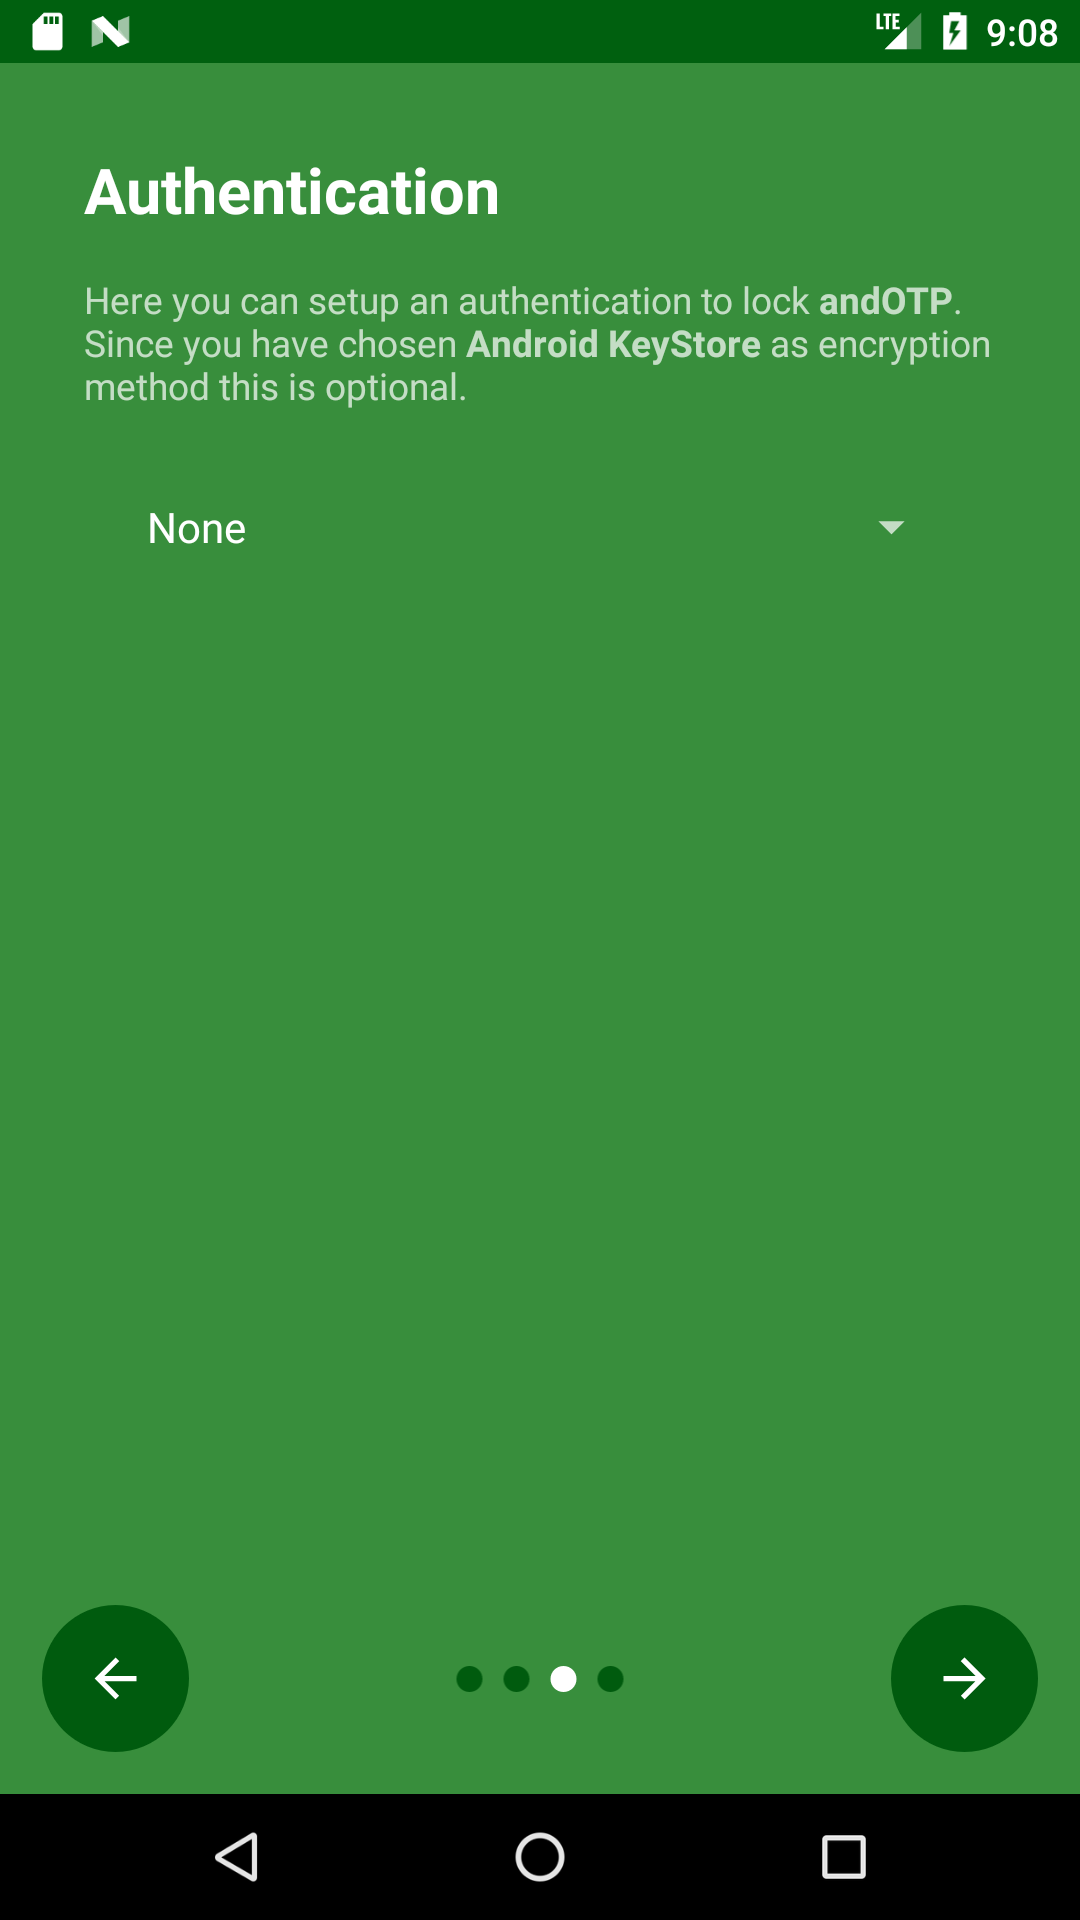 LTE 9:08
Authentication
Here you can setup an authentication to lock andOTP.
Since you have chosen Android KeyStore as encryption
method this is optional.
None